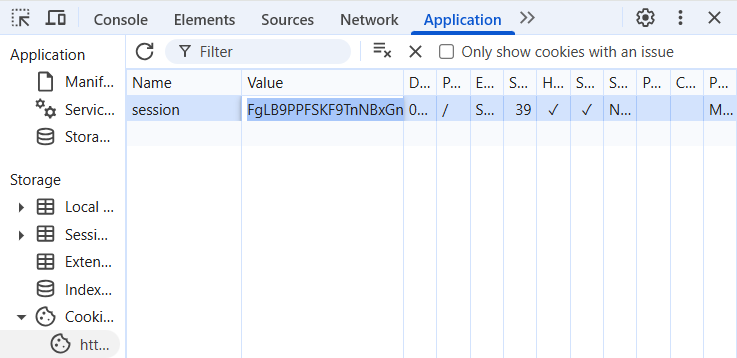 Console Elements Sources Network Application
Application
Manif...
Servic...
Stora...
Storage
Local ...
Sessi...
Exten...
Index...
Cooki...
htt...
Filter
Only show cookies with an issue
Name Value D... P... E... S... H... S... S... P... C... P...
session FgLB9PPFSKF9TnNBxGn 0... / S... 39 ✓ ✓ N... M...